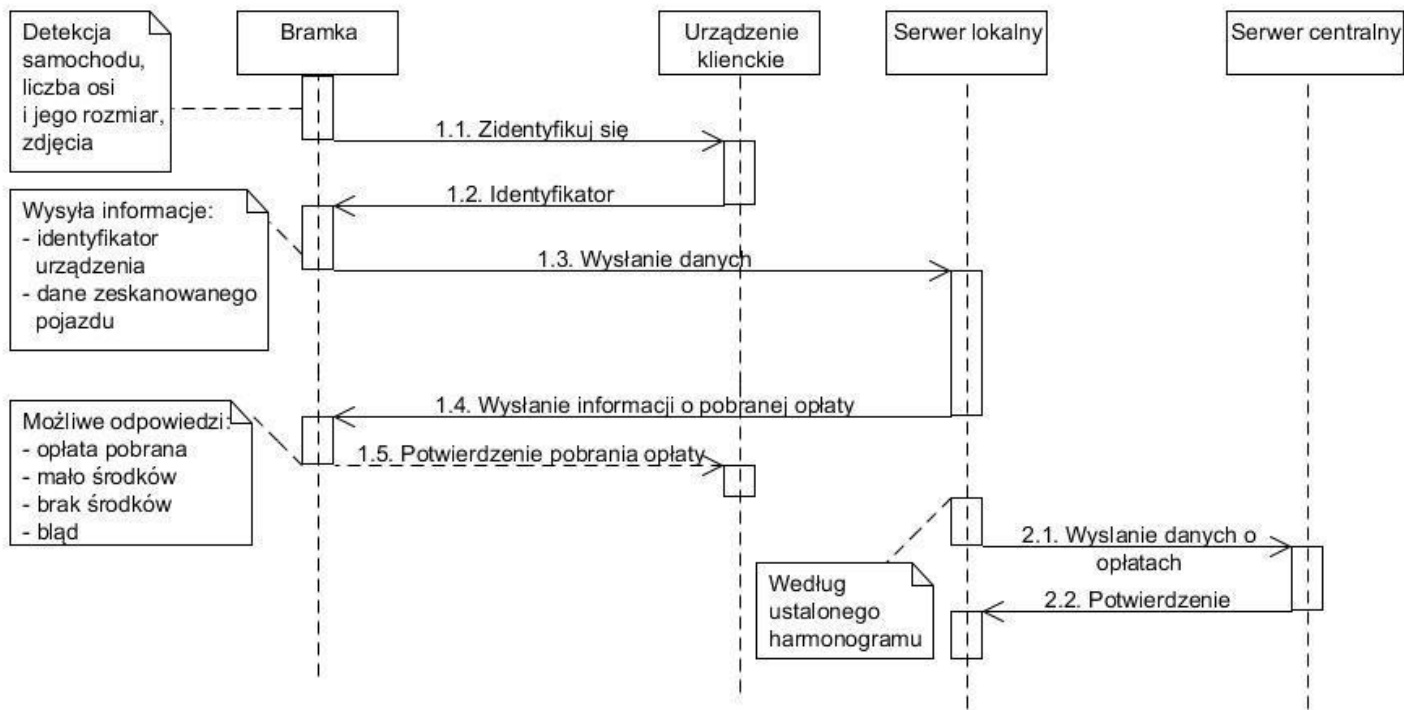 Detekcja
samochodu,
liczba osi
i jego rozmiar,
zdjęcia
Bramka
Urządzenie
klienckie
Serwer lokalny
Serwer centralny
1.1. Zidentyfikuj się
1.2. Identyfikator
Wysyła informacje:
- identyfikator
urządzenia
- dane zeskanowanego
pojazdu
1.3. Wysłanie danych
1.4. Wysłanie informacji o pobranej opłaty
Możliwe odpowiedzi:
- opłata pobrana
- mało środków
- brak środków
- bląd
1.5. Potwierdzenie pobrania opłaty
2.1. Wyslanie danych o
opłatach
Według
ustalonego
harmonogramu
2.2. Potwierdzenie